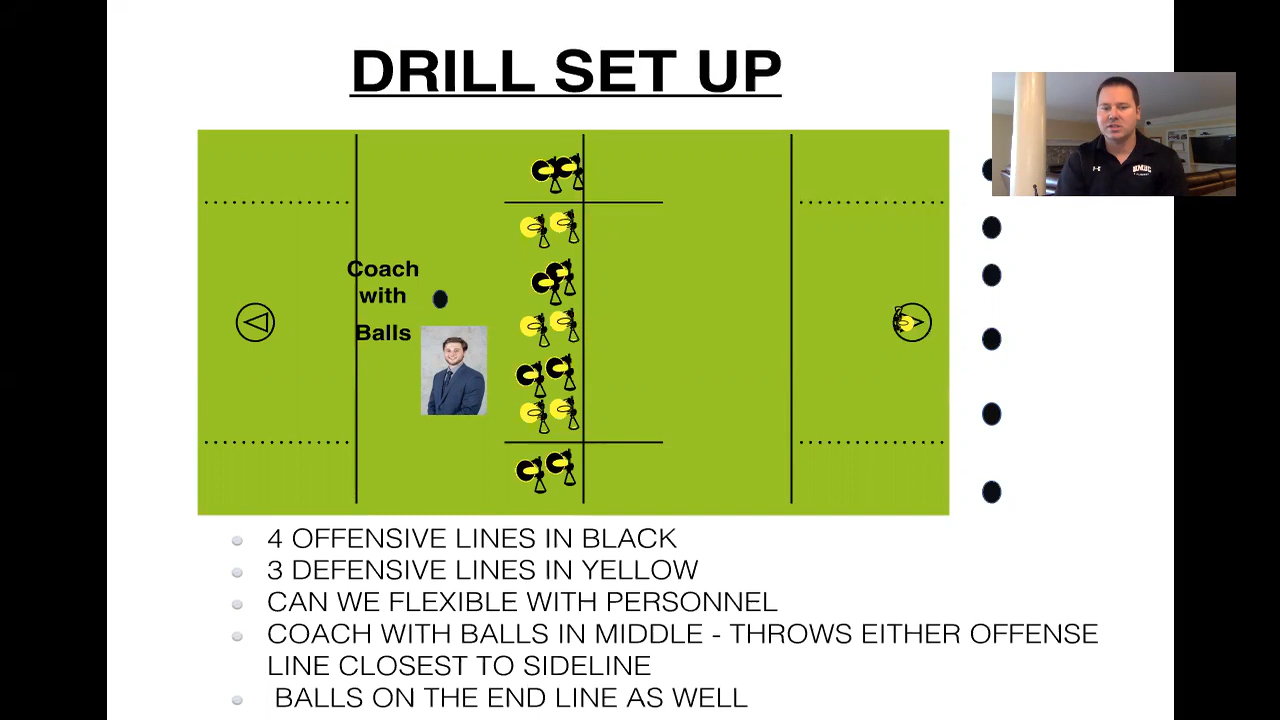 DRILL SET UP
Coach
with
Balls
UMBC
4 OFFENSIVE LINES IN BLACK
3 DEFENSIVE LINES IN YELLOW
CAN WE FLEXIBLE WITH PERSONNEL
COACH WITH BALLS IN MIDDLE - THROWS EITHER OFFENSE
LINE CLOSEST TO SIDELINE
BALLS ON THE END LINE AS WELL